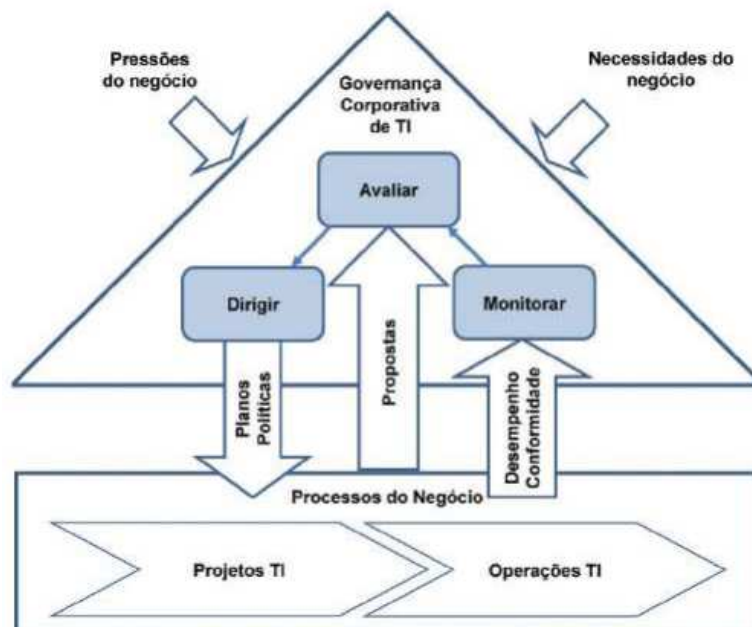 Pressões
do negócio
Governança
Corporativa
de TI
Necessidades do
negócio
Avaliar
Dirigir
Monitorar
Planos
Políticas
Propostas
Desempenho
Conformidade
Processos do Negócio
Projetos TI
Operações TI